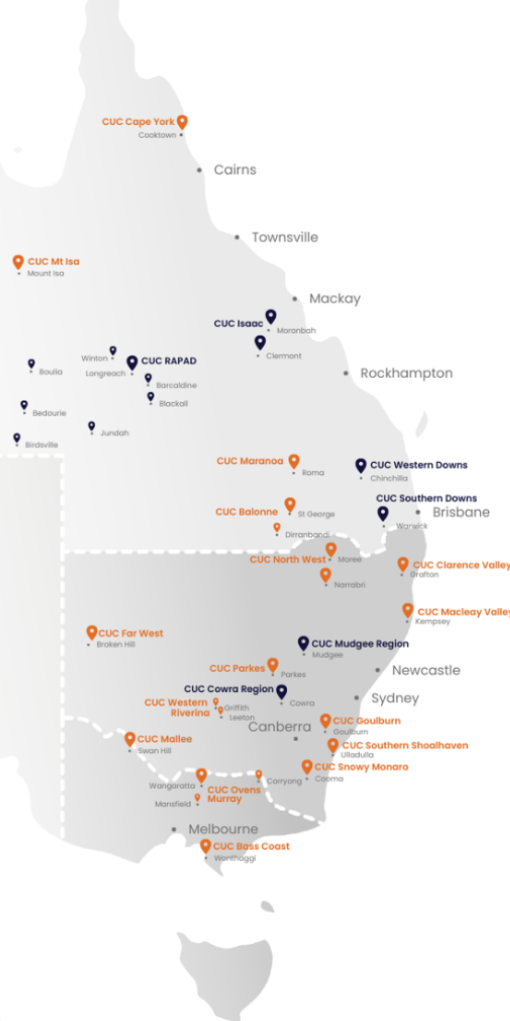 CUC Cape York
Cooktown
Cairns
Townsville
CUC Mt Isa
Mount Isa
Mackay
CUC Isaac
Moranbah
Clermont
Winton
CUC RAPAD
Longreach
Boulia
Barcaldine
Rockhampton
Blackall
Bedourie
Jundah
Birsdville
CUC Maranoa
Roma
CUC Western Downs
Chinchilla
CUC Southern Downs
CUC Balonne
St George
Brisbane
Warwick
Dirranbandi
CUC North West
Moree
CUC Clarence Valley
Grafton
Narrabri
CUC Macleay Valley
Kempsey
CUC Far West
Broken Hill
CUC Mudgee Region
Mudgee
CUC Parkes
Parkes
Newcastle
CUC Cowra Region
Cowra
Sydney
CUC Western
Riverina
Griffith
Leeton
CUC Goulburn
Goulburn
Canberra
CUC Mallee
Swan Hill
CUC Southern Shoalhaven
Ulladulla
CUC Snowy Monaro
Cooma
Corryong
Wangaratta
CUC Ovens
Murray
Mansfield
Melbourne
CUC Bass Coast
Wonthaggi